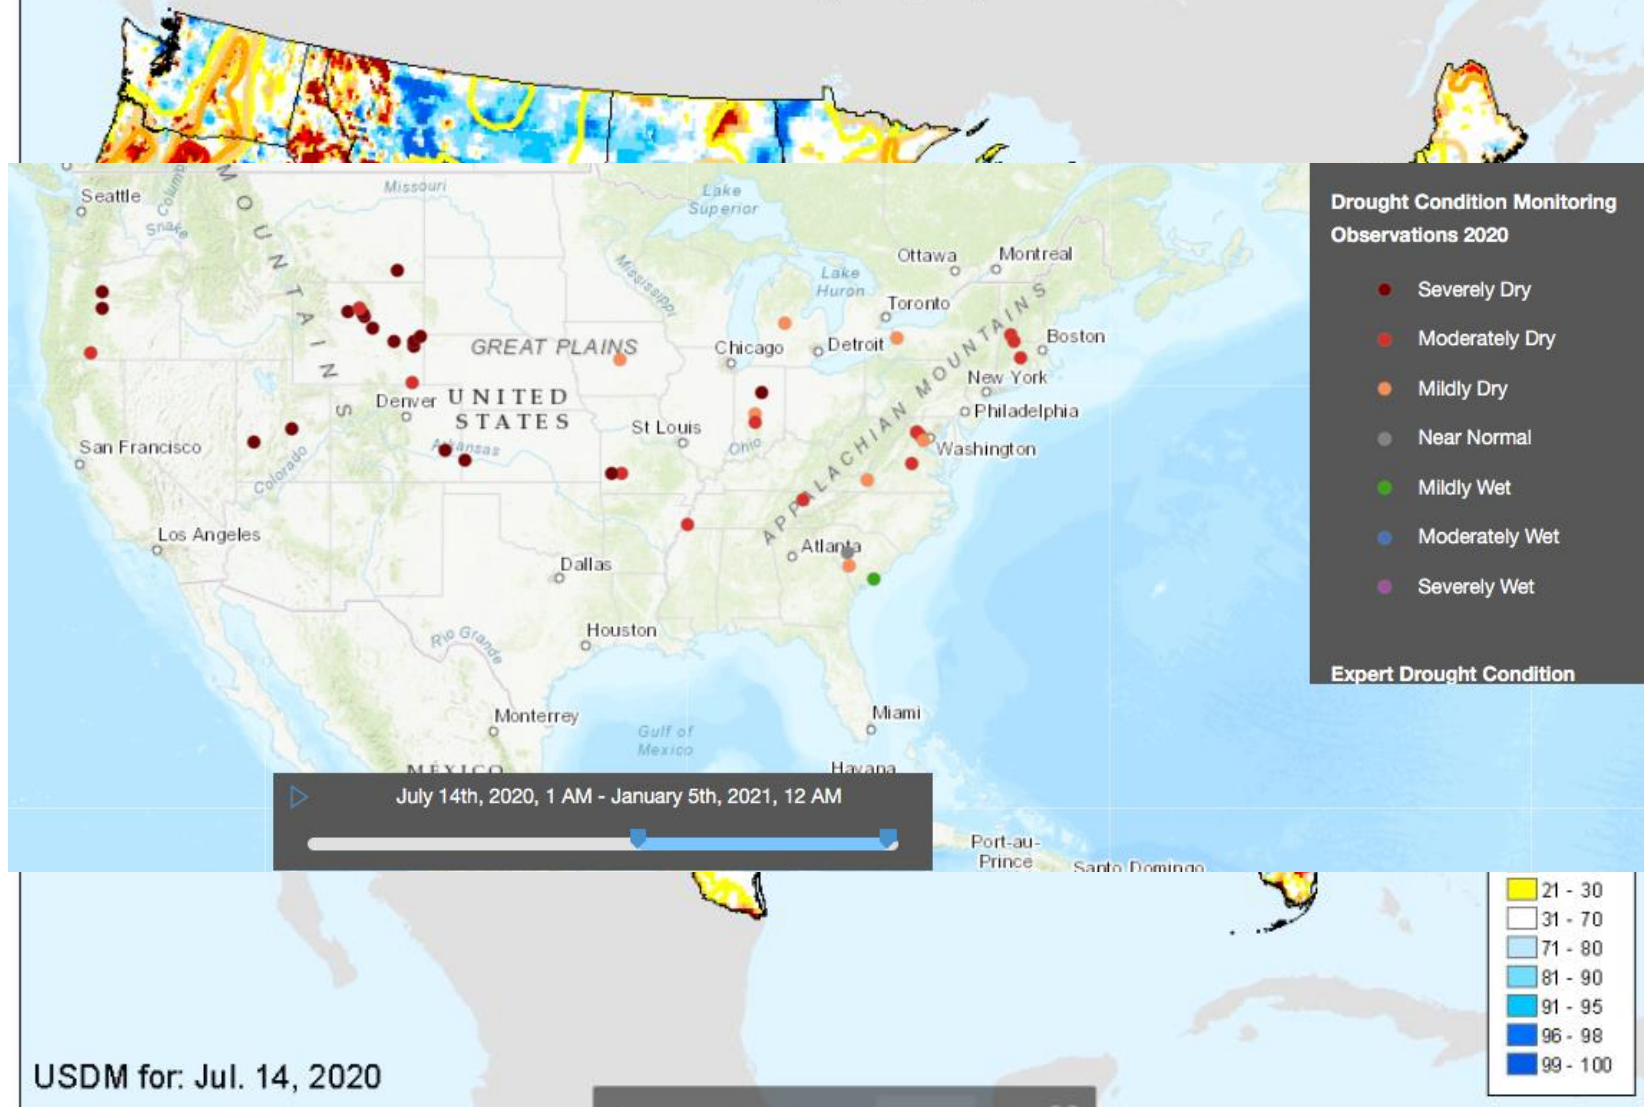 Seattle
Columb
Snake
MOUNTAINS
Missouri
Lake
Superior
Mississippi
Ottawa
Montreal
Lake
Huron
Toronto
GREAT PLAINS
Chicago
Detroit
Boston
New York
Denver
UNITED
STATES
Philadelphia
St Louis
Ohio
APPALACHIAN MOUNTAINS
San Francisco
Arkansas
Washington
Colorado
Los Angeles
Atlanta
Dallas
Rio Grande
Houston
Monterrey
Gulf of
Mexico
Miami
MÉXICO
Havana
Port-au-
Prince
Santo Domingo
Drought Condition Monitoring
Observations 2020
Severely Dry
Moderately Dry
Mildly Dry
Near Normal
Mildly Wet
Moderately Wet
Severely Wet
Expert Drought Condition
July 14th, 2020, 1 AM - January 5th, 2021, 12 AM
21 - 30
31 - 70
71 - 80
81 - 90
91 - 95
96 - 98
99 - 100
USDM for: Jul. 14, 2020